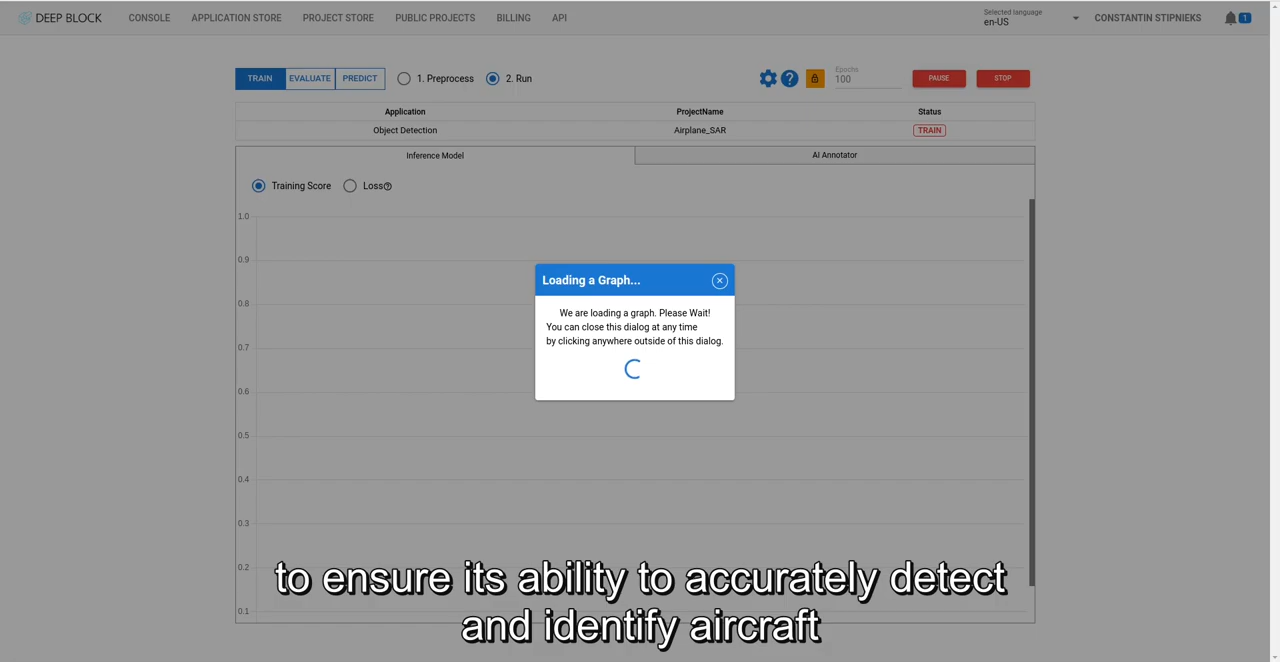 DEEP BLOCK
CONSOLE
APPLICATION STORE
PROJECT STORE
PUBLIC PROJECTS
BILLING
API
Selected language
en-US
CONSTANTIN STIPNIEKS
1
TRAIN
EVALUATE
PREDICT
1. Preprocess
2. Run
?
Epochs
100
PAUSE
STOP
Application
ProjectName
Status
Object Detection
Airplane_SAR
TRAIN
Inference Model
AI Annotator
Training Score
Loss?
1.0
0.9
0.8
0.7
0.6
0.5
0.4
0.3
0.2
0.1
Loading a Graph...
We are loading a graph. Please Wait!
You can close this dialog at any time
by clicking anywhere outside of this dialog.
to ensure its ability to accurately detect
and identify aircraft